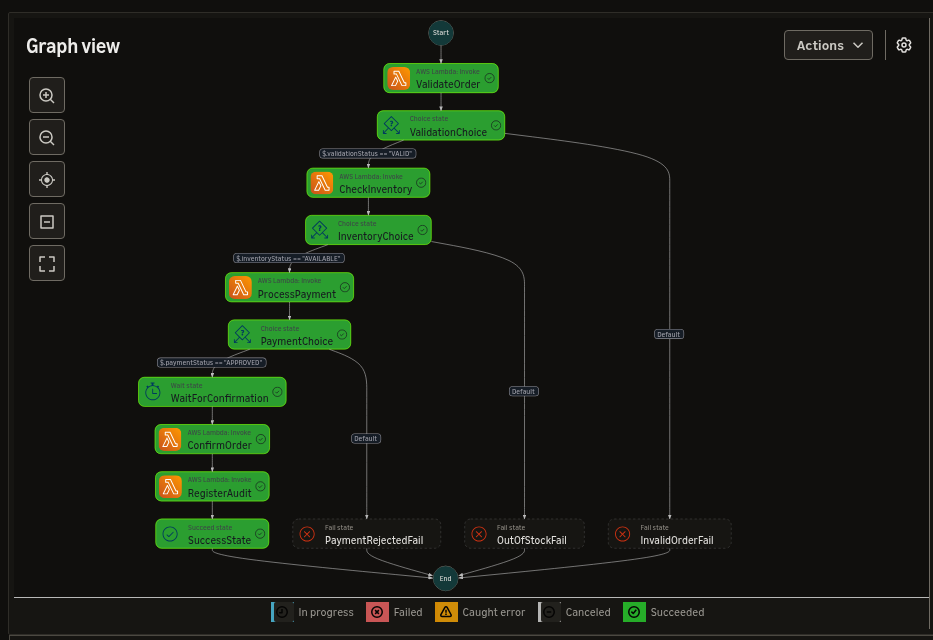 Graph view
Start
Actions
AWS Lambda: Invoke
ValidateOrder
Choice state
ValidationChoice
$.validationStatus == "VALID"
AWS Lambda: Invoke
CheckInventory
Choice state
InventoryChoice
$.inventoryStatus == "AVAILABLE"
AWS Lambda: Invoke
ProcessPayment
Choice state
PaymentChoice
Default
$.paymentStatus == "APPROVED"
Wait state
WaitForConfirmation
Default
AWS Lambda: Invoke
ConfirmOrder
Default
AWS Lambda: Invoke
RegisterAudit
Succeed state
SuccessState
Fail state
PaymentRejectedFail
Fail state
OutOfStockFail
Fail state
InvalidOrderFail
End
In progress
Failed
Caught error
Canceled
Succeeded